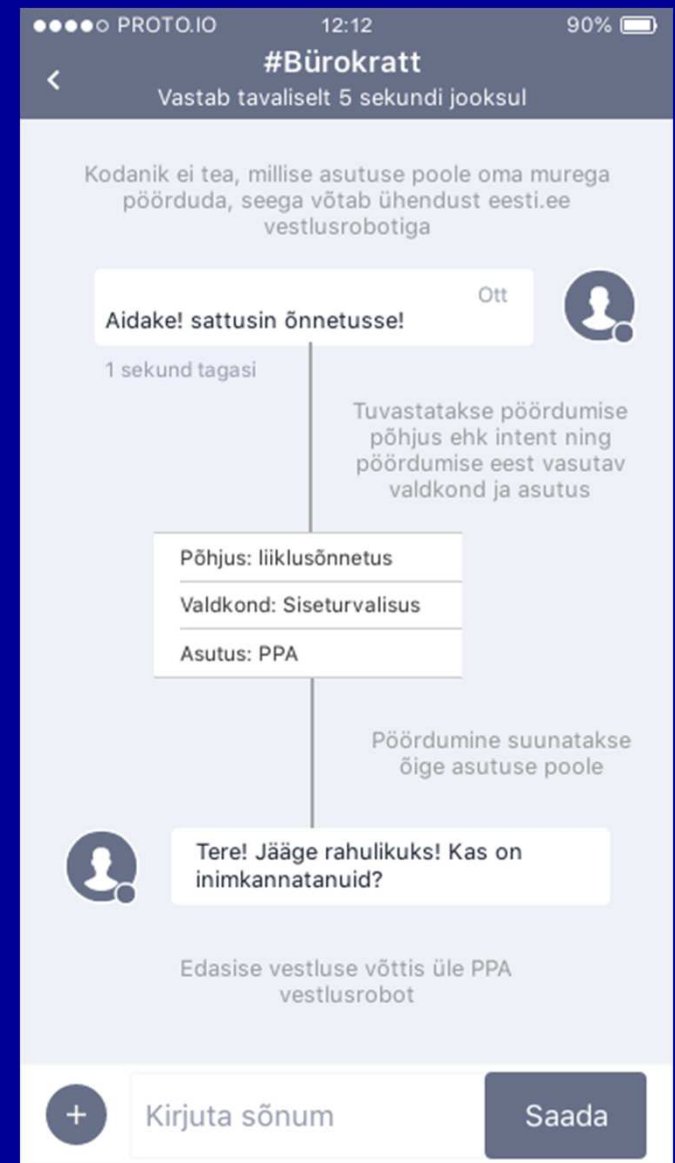 PROTO.IO 12:12 90%
#Bürokratt
Vastab tavaliselt 5 sekundi jooksul
Kodanik ei tea, millise asutuse poole oma murega
pöörduda, seega võtab ühendust eesti.ee
vestlusrobotiga
Ott
Aidake! sattusin õnnetusse!
1 sekund tagasi
Tuvastatakse pöördumise
põhjus ehk intent ning
pöördumise eest vasutav
valdkond ja asutus
Põhjus: liiklusõnnetus
Valdkond: Siseturvalisus
Asutus: PPA
Pöördumine suunatakse
õige asutuse poole
Tere! Jääge rahulikuks! Kas on
inimkannatanuid?
Edasise vestluse võttis üle PPA
vestlusrobot
+ Kirjuta sõnum Saada